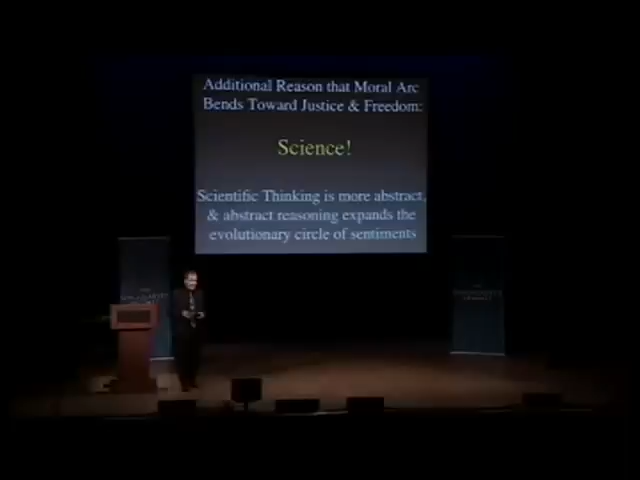 Additional Reason that Moral Arc
Bends Toward Justice & Freedom:
Science!
Scientific Thinking is more abstract,
& abstract reasoning expands the
evolutionary circle of sentiments